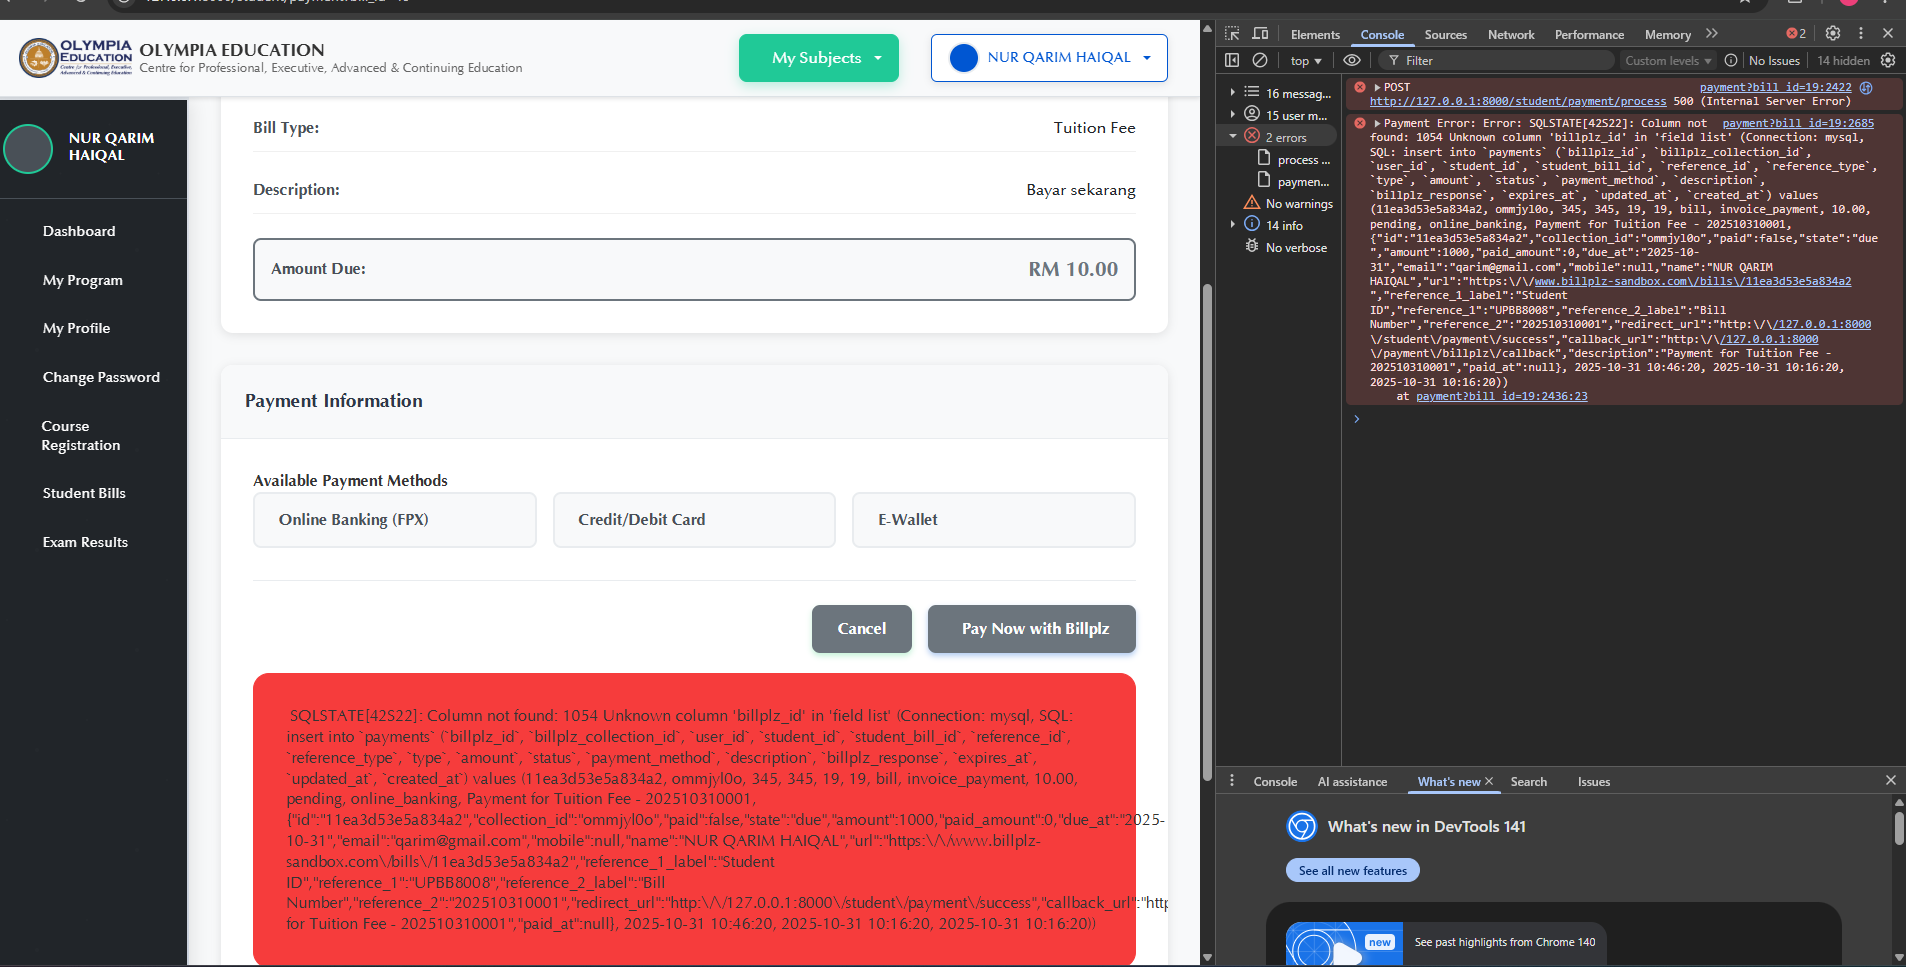 OLYMPIA
EDUCATION
Centre for Professional, Executive,
Advanced & Continuing Education
OLYMPIA EDUCATION
Centre for Professional, Executive, Advanced & Continuing Education
My Subjects
NUR QARIM HAIQAL
NUR QARIM
HAIQAL
Dashboard
My Program
My Profile
Change Password
Course
Registration
Student Bills
Exam Results
Bill Type:
Tuition Fee
Description:
Bayar sekarang
Amount Due:
RM 10.00
Payment Information
Available Payment Methods
Online Banking (FPX)
Credit/Debit Card
E-Wallet
Cancel
Pay Now with Billplz
SQLSTATE[42S22]: Column not found: 1054 Unknown column 'billplz_id' in 'field list' (Connection: mysql, SQL:
insert into `payments` (`billplz_id`, `billplz_collection_id`, `user_id`, `student_id`, `student_bill_id`, `reference_id`,
`reference_type`, `type`, `amount`, `status`, `payment_method`, `description`, `billplz_response`, `expires_at`,
`updated_at`, `created_at`) values (11ea3d53e5a834a2, ommjyl0o, 345, 345, 19, 19, bill, invoice_payment, 10.00,
pending, online_banking, Payment for Tuition Fee - 202510310001,
{"id":"11ea3d53e5a834a2","collection_id":"ommjyl0o","paid":false,"state":"due","amount":1000,"paid_amount":0,"due_at":"2025-
10-31","email":"qarim@gmail.com","mobile":null,"name":"NUR QARIM HAIQAL","url":"https:\/\/www.billplz-
sandbox.com\/bills\/11ea3d53e5a834a2","reference_1_label":"Student
ID","reference_1":"UPBB8008","reference_2_label":"Bill
Number","reference_2":"202510310001","redirect_url":"http:\/\/127.0.0.1:8000\/student\/payment\/success","callback_url":"http
for Tuition Fee - 202510310001","paid_at":null}, 2025-10-31 10:46:20, 2025-10-31 10:16:20, 2025-10-31 10:16:20))
Elements Console Sources Network Performance Memory 2
top Filter Custom levels No Issues 14 hidden
16 messag...
15 user m...
2 errors
process ...
paymen...
No warnings
14 info
No verbose
POST payment?bill_id=19:2422
http://127.0.0.1:8000/student/payment/process 500 (Internal Server Error)
Payment Error: Error: SQLSTATE[42S22]: Column not payment?bill_id=19:2685
found: 1054 Unknown column 'billplz_id' in 'field list' (Connection: mysql,
SQL: insert into `payments` (`billplz_id`, `billplz_collection_id`,
`user_id`, `student_id`, `student_bill_id`, `reference_id`, `reference_type`,
`type`, `amount`, `status`, `payment_method`, `description`,
`billplz_response`, `expires_at`, `updated_at`, `created_at`) values
(11ea3d53e5a834a2, ommjyl0o, 345, 345, 19, 19, bill, invoice_payment, 10.00,
pending, online_banking, Payment for Tuition Fee - 202510310001,
{"id":"11ea3d53e5a834a2","collection_id":"ommjyl0o","paid":false,"state":"due
","amount":1000,"paid_amount":0,"due_at":"2025-10-
31","email":"qarim@gmail.com","mobile":null,"name":"NUR QARIM
HAIQAL","url":"https:\/\/www.billplz-sandbox.com\/bills\/11ea3d53e5a834a2
","reference_1_label":"Student
ID","reference_1":"UPBB8008","reference_2_label":"Bill
Number","reference_2":"202510310001","redirect_url":"http:\/\/127.0.0.1:8000
\/student\/payment\/success","callback_url":"http:\/\/127.0.0.1:8000
\/payment\/billplz\/callback","description":"Payment for Tuition Fee -
202510310001","paid_at":null}, 2025-10-31 10:46:20, 2025-10-31 10:16:20,
2025-10-31 10:16:20))
at payment?bill_id=19:2436:23
Console AI assistance What's new Search Issues
What's new in DevTools 141
See all new features
new
See past highlights from Chrome 140